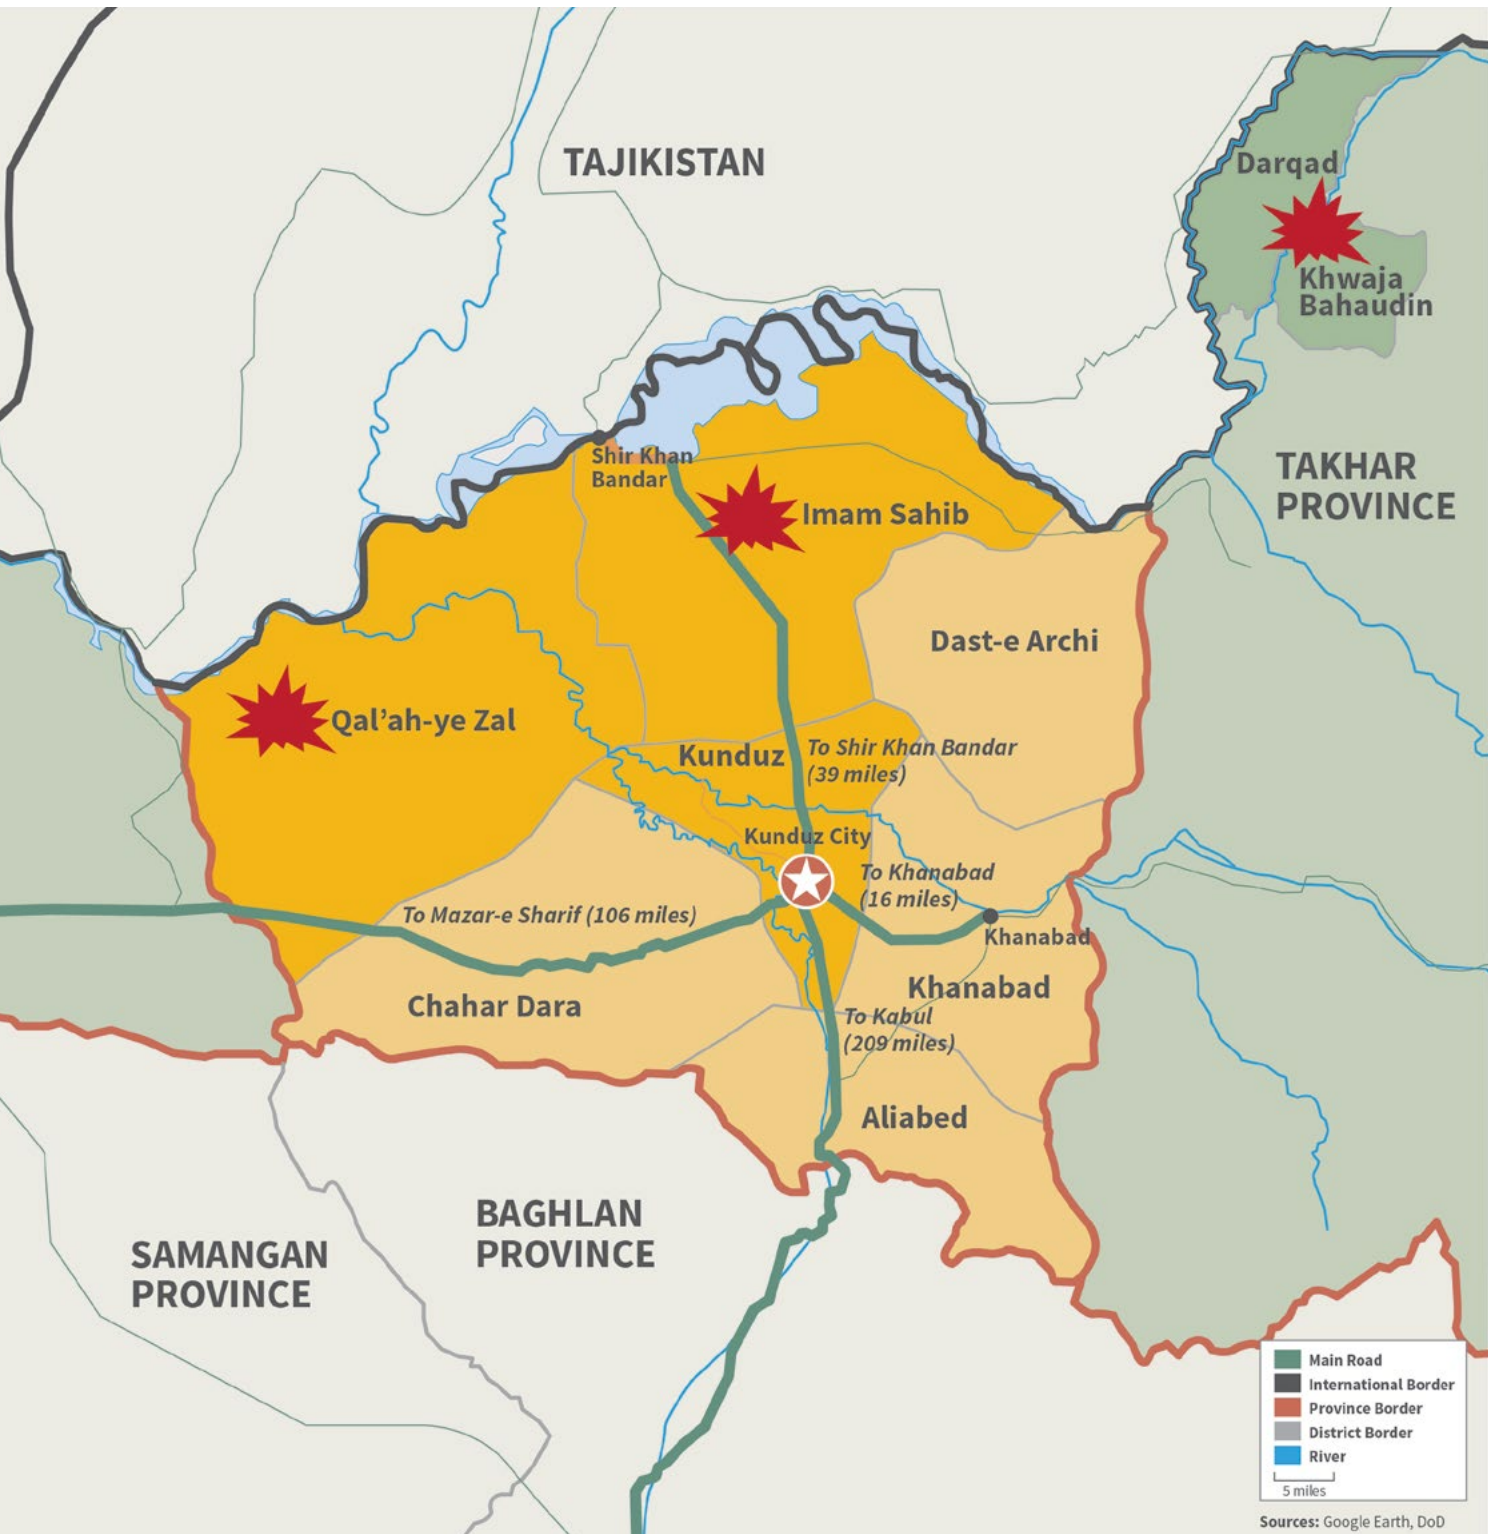 TAJIKISTAN
Darqad
Khwaja
Bahaudin
Shir Khan
Bandar
Imam Sahib
TAKHAR
PROVINCE
Dast-e Archi
Qal’ah-ye Zal
Kunduz
To Shir Khan Bandar
(39 miles)
Kunduz City
To Khanabad
(16 miles)
To Mazar-e Sharif (106 miles)
Khanabad
Khanabad
Chahar Dara
To Kabul
(209 miles)
Aliabed
BAGHLAN
PROVINCE
SAMANGAN
PROVINCE
Main Road
International Border
Province Border
District Border
River
5 miles
Sources: Google Earth, DoD